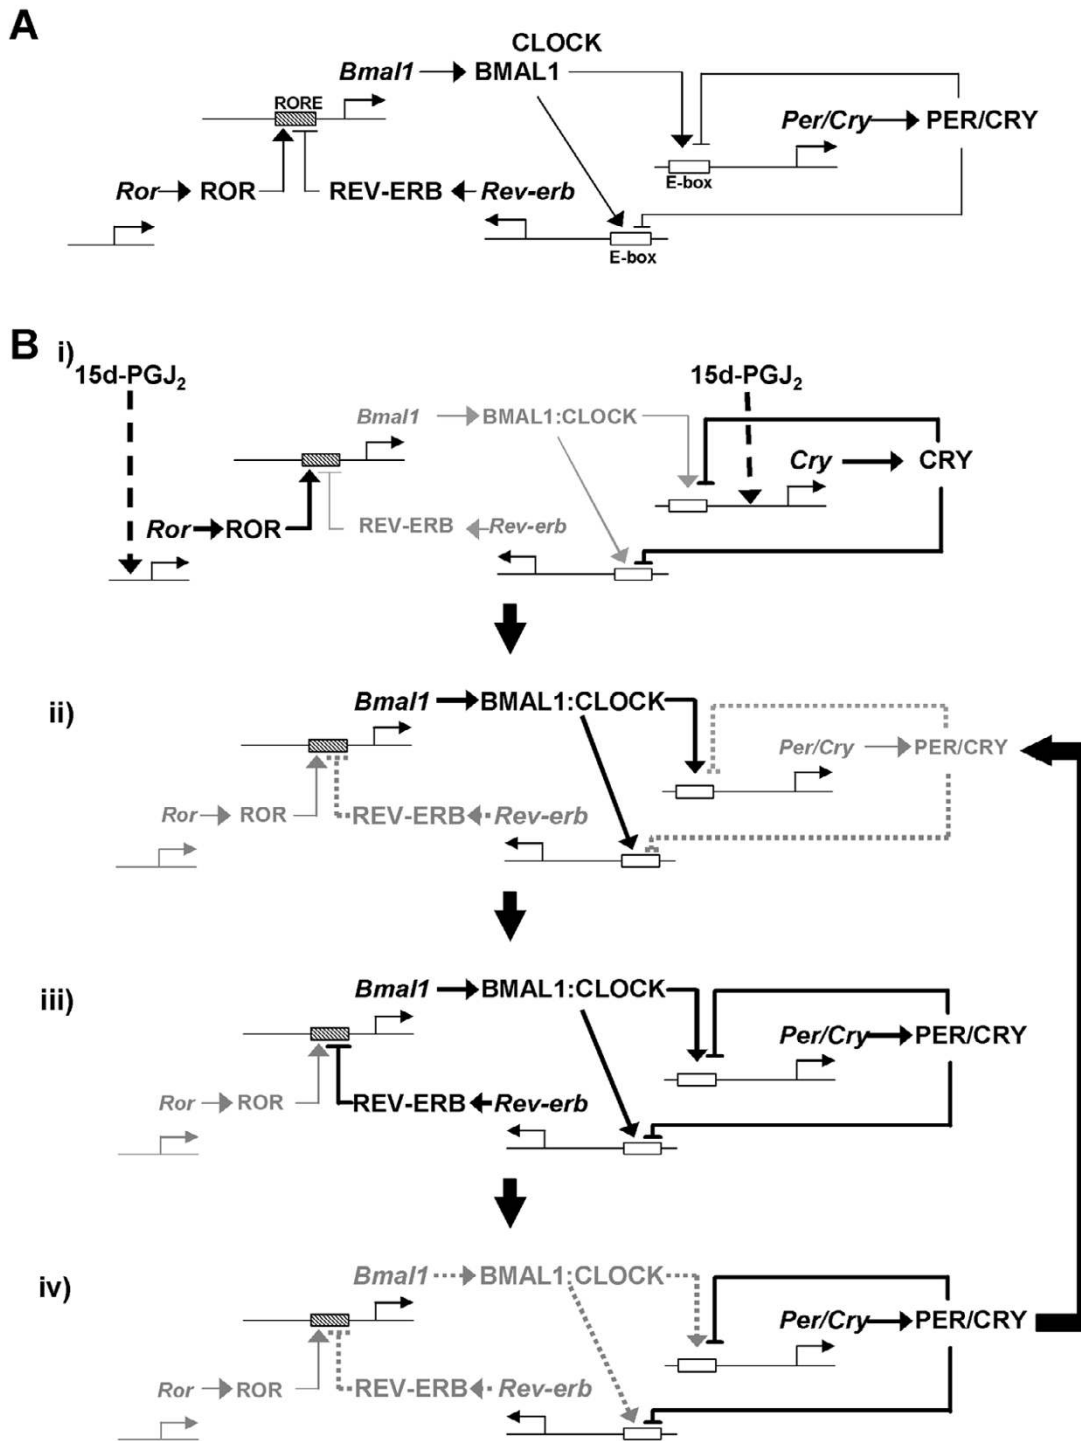 A
CLOCK
Bmal1 BMAL1
RORE
Per/Cry PER/CRY
E-box
Ror ROR REV-ERB Rev-erb
E-box
B
i)
15d-PGJ₂ 15d-PGJ₂
Bmal1 BMAL1:CLOCK
Cry CRY
Ror ROR REV-ERB Rev-erb
ii)
Bmal1 BMAL1:CLOCK
Per/Cry PER/CRY
Ror ROR REV-ERB Rev-erb
iii)
Bmal1 BMAL1:CLOCK
Per/Cry PER/CRY
Ror ROR REV-ERB Rev-erb
iv)
Bmal1 BMAL1:CLOCK
Per/Cry PER/CRY
Ror ROR REV-ERB Rev-erb